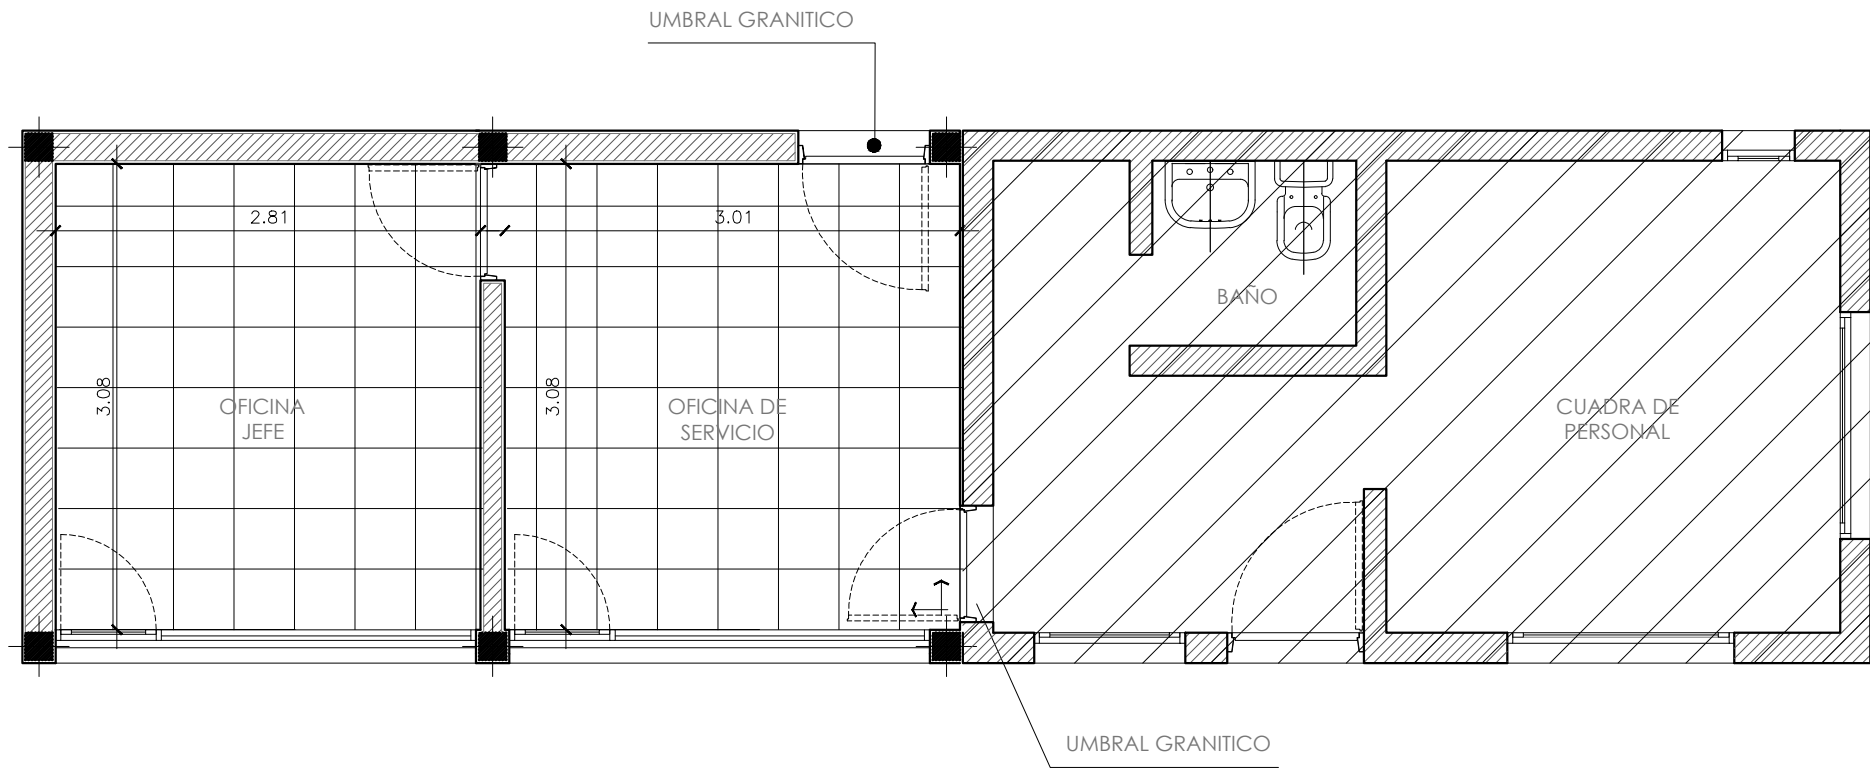 UMBRAL GRANITICO
2.81
3.01
BAÑO
3.08
3.08
OFICINA
JEFE
OFICINA DE
SERVICIO
CUADRA DE
PERSONAL
UMBRAL GRANITICO